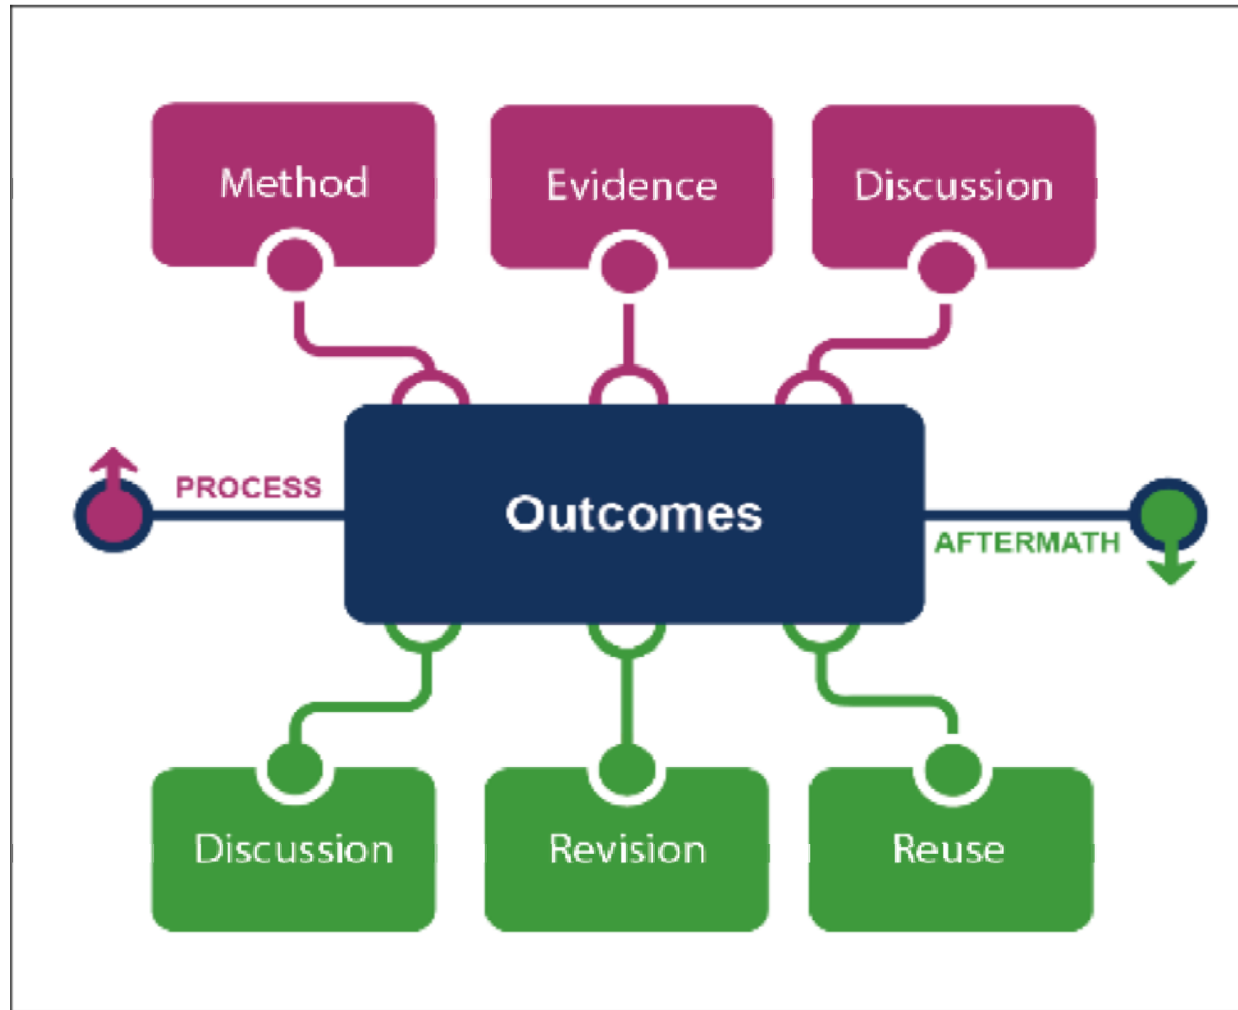 Method
Evidence
Discussion
PROCESS
Outcomes
AFTERMATH
Discussion
Revision
Reuse